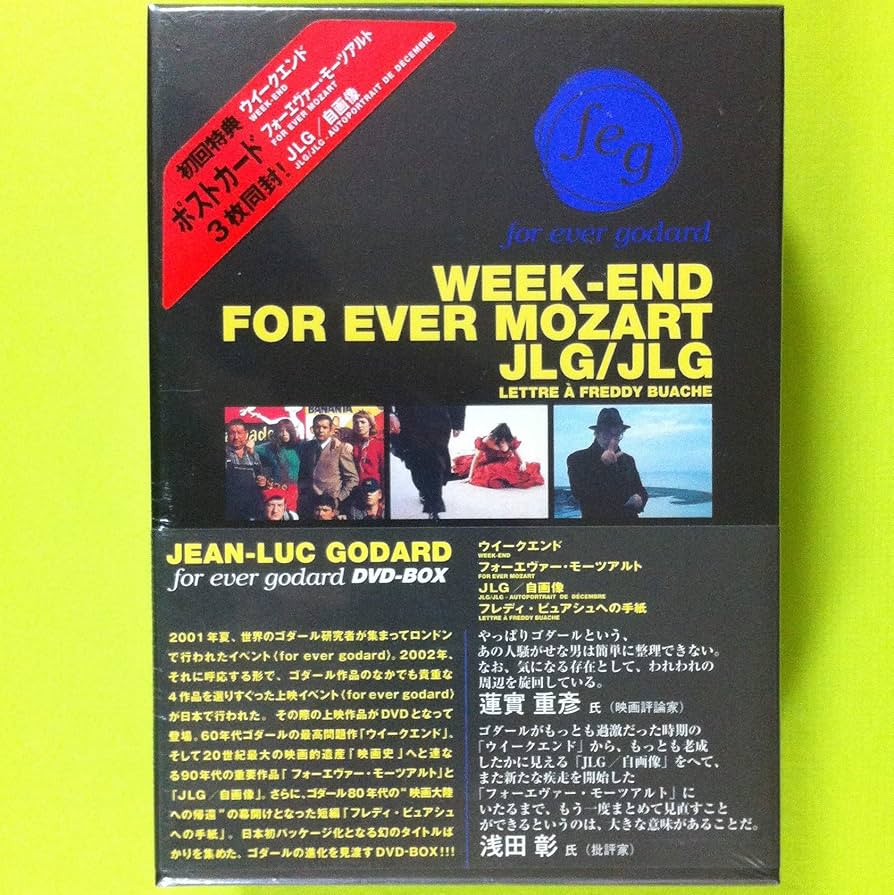 初回特典
ポストカード
3枚同封!
ウイークエンド
WEEK-END
フォーエヴァー・モーツアルト
FOR EVER MOZART
JLG/自画像
JLG/JLG - AUTOPORTRAIT DE DÉCEMBRE
feg
for ever godard
WEEK-END
FOR EVER MOZART
JLG/JLG
LETTRE À FREDDY BUACHE
BANANIA
JEAN-LUC GODARD
for ever godard DVD-BOX
2001年夏、世界のゴダール研究者が集まってロンドン
で行われたイベント〈for ever godard〉。2002年、
それに呼応する形で、ゴダール作品のなかでも貴重な
4作品を選りすぐった上映イベント〈for ever godard〉
が日本で行われた。その際の上映作品がDVDとなって
登場。60年代ゴダールの最高問題作「ウイークエンド」、
そして20世紀最大の映画的遺産『映画史』へと連な
る90年代の重要作品「フォーエヴァー・モーツアルト」と
「JLG/自画像」。さらに、ゴダール80年代の“映画大陸
への帰還”の幕開けとなった短編「フレディ・ビュアシュ
への手紙」。日本初パッケージ化となる幻のタイトルば
かりを集めた、ゴダールの進化を見渡すDVD-BOX!!!
ウイークエンド
WEEK-END
フォーエヴァー・モーツアルト
FOR EVER MOZART
JLG/自画像
JLG/JLG - AUTOPORTRAIT DE DÉCEMBRE
フレディ・ビュアシュへの手紙
LETTRE À FREDDY BUACHE
やっぱりゴダールという、
あの人騒がせな男は簡単に整理できない。
なお、気になる存在として、われわれの
周辺を旋回している。
蓮實 重彦 氏(映画評論家)
ゴダールがもっとも過激だった時期の
「ウイークエンド」から、もっとも老成
したかに見える「JLG/自画像」をへて、
また新たな疾走を開始した
「フォーエヴァー・モーツアルト」に
いたるまで、もう一度まとめて見直すこと
ができるというのは、大きな意味があることだ。
浅田 彰 氏(批評家)